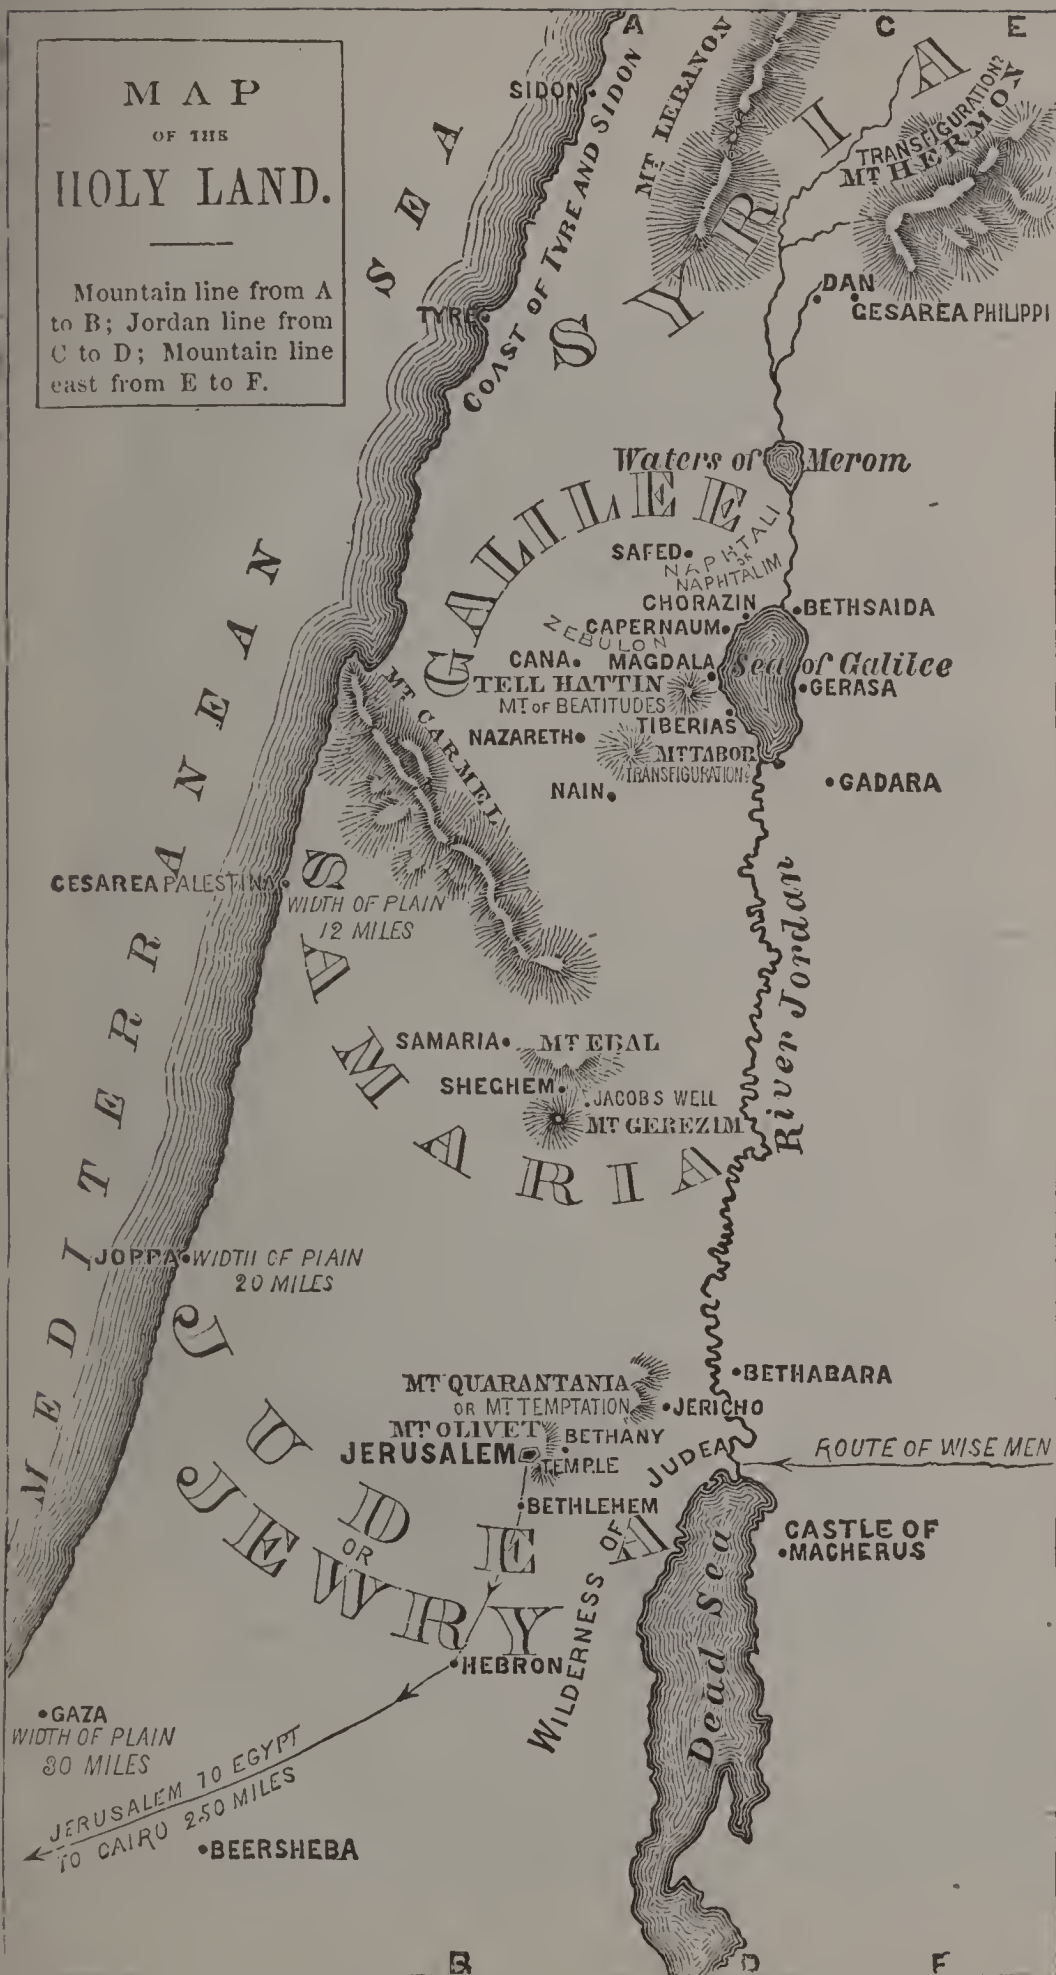 MAP
OF THE
HOLY LAND.
Mountain line from A
to B; Jordan line from
C to D; Mountain line
east from E to F.
A
C
E
SIDON
MT LEBANON
SYRIA
TRANSFIGURATION?
MT HERMON
COAST OF TYRE AND SIDON
TYRE
DAN
CESAREA PHILIPPI
MEDITERRANEAN SEA
Waters of Merom
GALILEE
SAFED
NAPHTALI
OR
NAPHTALIM
CHORAZIN
BETHSAIDA
ZEBULON
CAPERNAUM
CANA
MAGDALA
Sea of Galilee
TELL HATTIN
GERASA
MT OF BEATITUDES
MT CARMEL
TIBERIAS
NAZARETH
MT TABOR
TRANSFIGURATION?
NAIN
GADARA
CESAREA PALESTINA
WIDTH OF PLAIN
12 MILES
SAMARIA
River Jordan
SAMARIA
MT EBAL
SHECHEM
JACOBS WELL
MT GEREZIM
JOPPA
WIDTH OF PLAIN
20 MILES
JUDEA
OR
JEWRY
BETHABARA
MT QUARANTANIA
OR MT TEMPTATION
JERICHO
MT OLIVET
BETHANY
JERUSALEM
TEMPLE
WILDERNESS OF JUDEA
ROUTE OF WISE MEN
BETHLEHEM
CASTLE OF
MACHERUS
Dead Sea
HEBRON
GAZA
WIDTH OF PLAIN
30 MILES
JERUSALEM TO EGYPT
TO CAIRO 250 MILES
BEERSHEBA
B
D
F